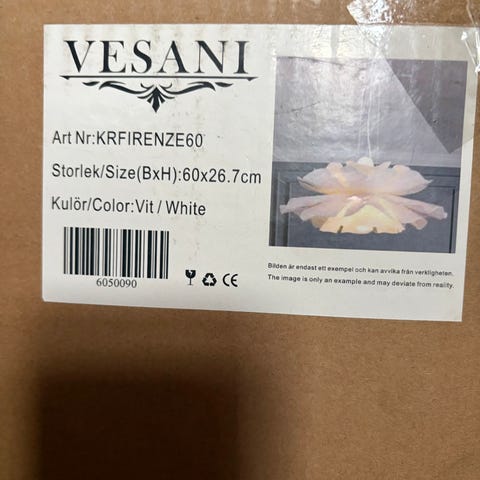 VESANI
Art Nr:KRFIRENZE60
Storlek/Size(BxH):60x26.7cm
Kulör/Color:Vit / White
6050090
CE
Bilden är endast ett exempel och kan avvika från verkligheten.
The image is only an example and may deviate from reality.